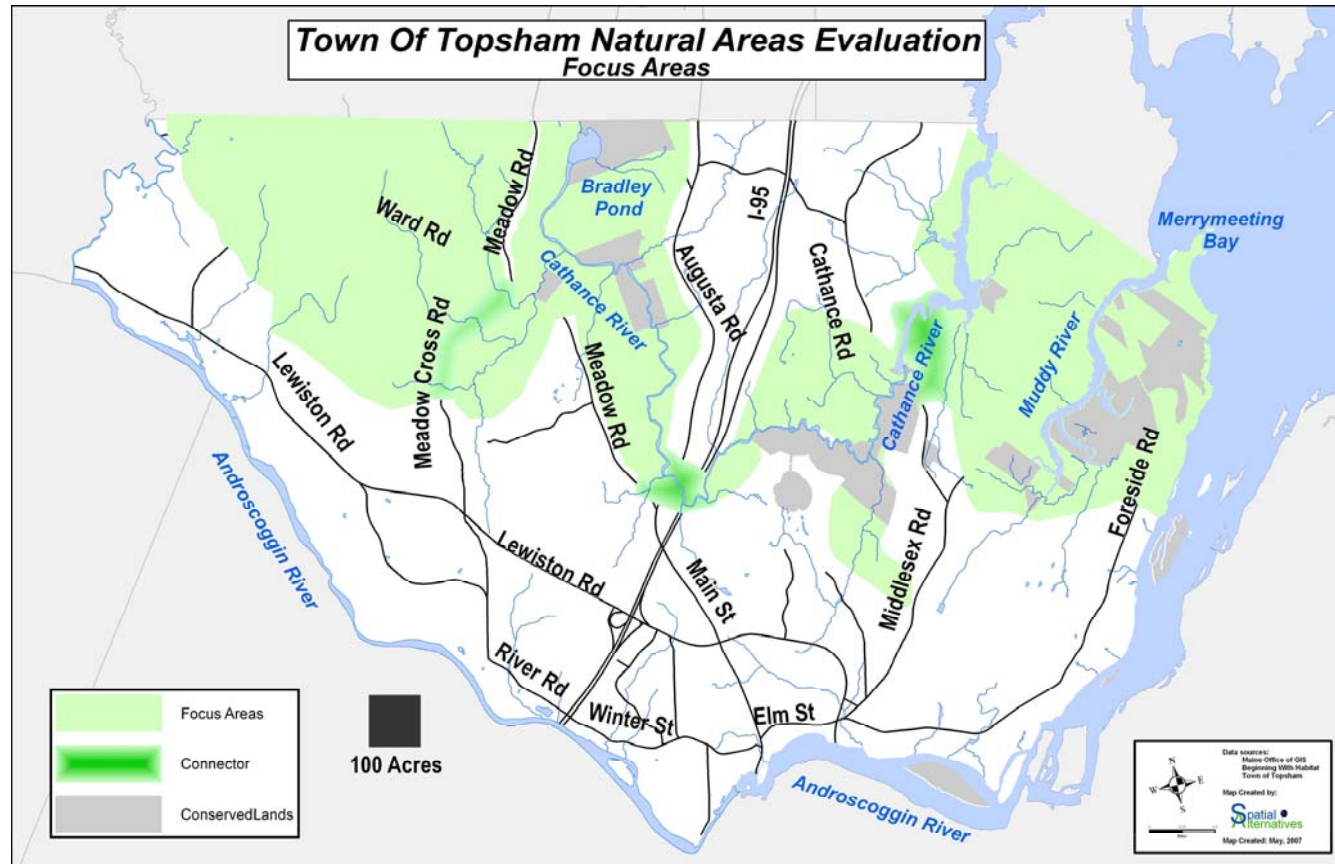 Town Of Topsham Natural Areas Evaluation
Focus Areas
Meadow Rd
Bradley
Pond
I-95
Ward Rd
Merrymeeting
Bay
Cathance River
Augusta Rd
Cathance Rd
Meadow Cross Rd
Lewiston Rd
Meadow Rd
Cathance River
Muddy River
Foreside Rd
Androscoggin River
Lewiston Rd
Main St
Middlesex Rd
River Rd
Winter St
Elm St
Androscoggin River
Focus Areas
Connector
ConservedLands
100 Acres
N
E
S
W
Data sources:
Maine Office of GIS
Beginning With Habitat
Town of Topsham
Map Created by:
Spatial
Alternatives
Map Created: May, 2007